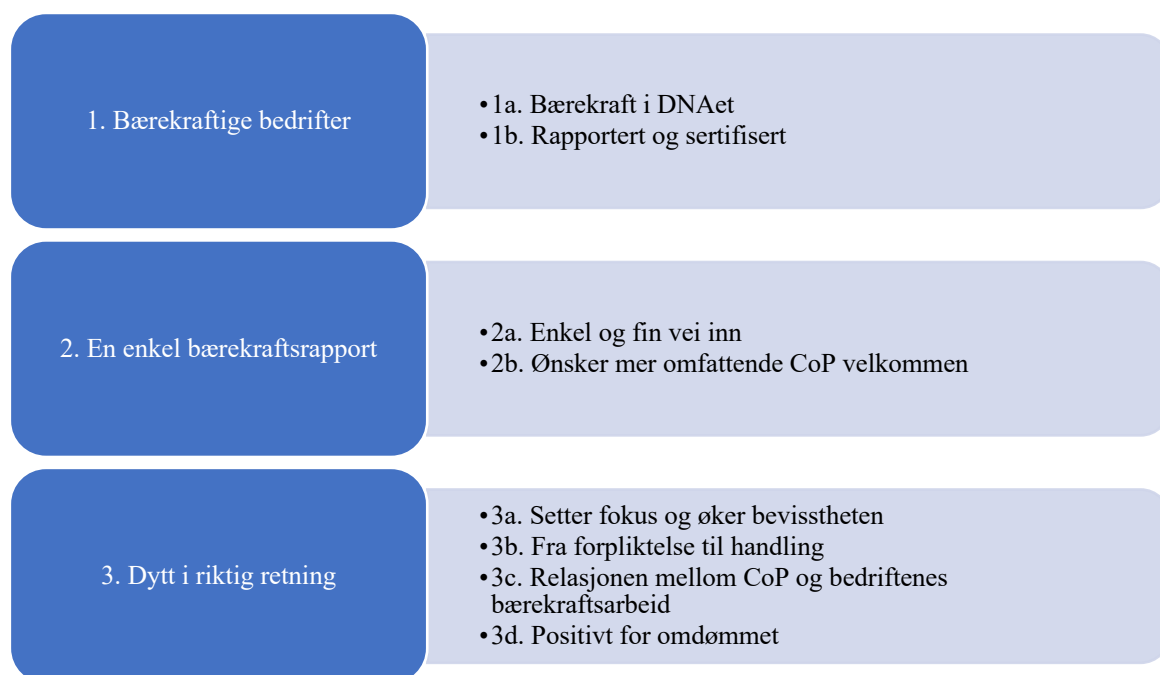 1. Bærekraftige bedrifter
•1a. Bærekraft i DNAet
•1b. Rapportert og sertifisert
2. En enkel bærekraftsrapport
•2a. Enkel og fin vei inn
•2b. Ønsker mer omfattende CoP velkommen
3. Dytt i riktig retning
•3a. Setter fokus og øker bevisstheten
•3b. Fra forpliktelse til handling
•3c. Relasjonen mellom CoP og bedriftenes
bærekraftsarbeid
•3d. Positivt for omdømmet